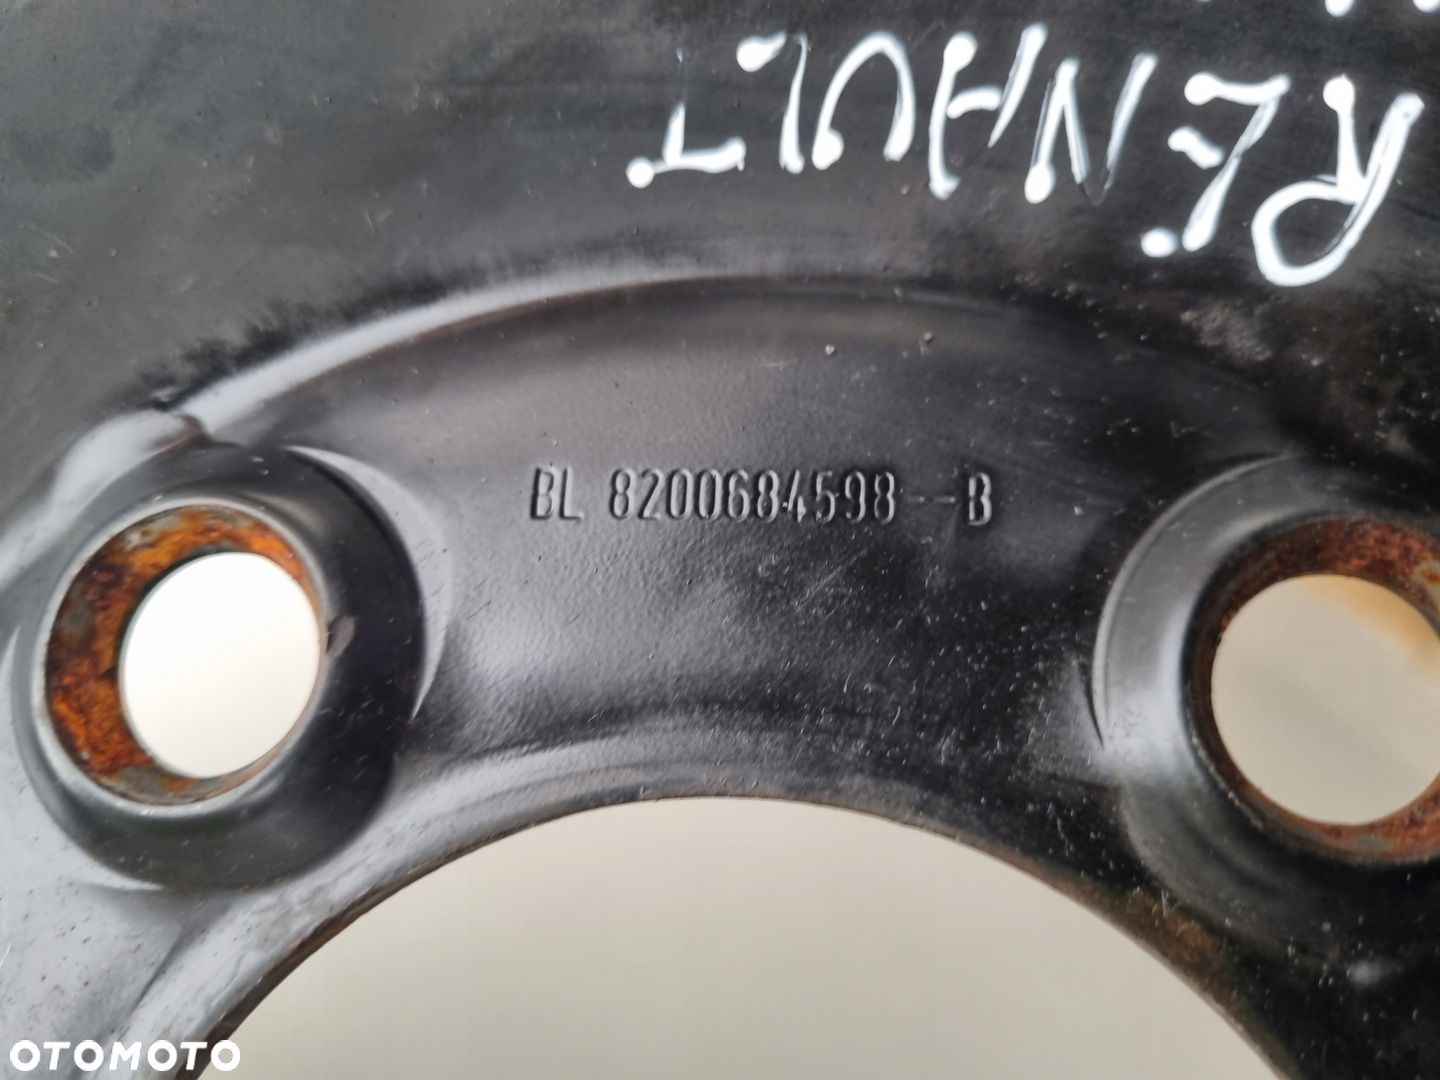 RENAULT
BL 8200684598--B
OTOMOTO